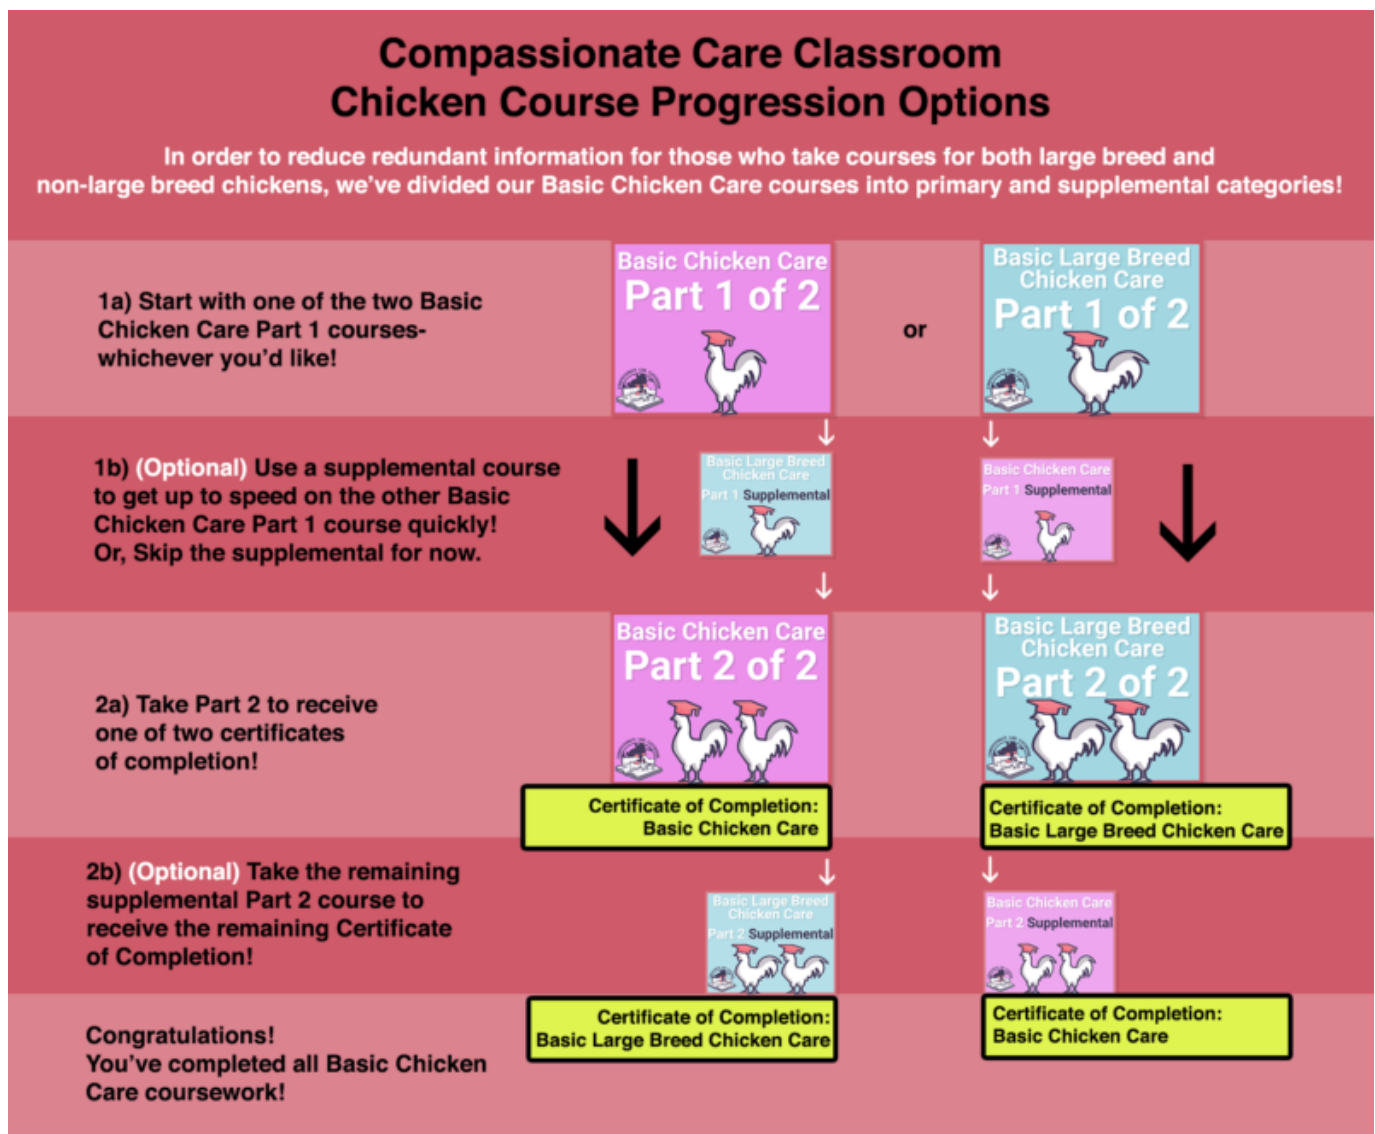 Compassionate Care Classroom
Chicken Course Progression Options
In order to reduce redundant information for those who take courses for both large breed and
non-large breed chickens, we've divided our Basic Chicken Care courses into primary and supplemental categories!
1a) Start with one of the two Basic
Chicken Care Part 1 courses-
whichever you'd like!
Basic Chicken Care
Part 1 of 2
or
Basic Large Breed
Chicken Care
Part 1 of 2
1b) (Optional) Use a supplemental course
to get up to speed on the other Basic
Chicken Care Part 1 course quickly!
Or, Skip the supplemental for now.
Basic Large Breed
Chicken Care
Part 1 Supplemental
Basic Chicken Care
Part 1 Supplemental
2a) Take Part 2 to receive
one of two certificates
of completion!
Basic Chicken Care
Part 2 of 2
Certificate of Completion:
Basic Chicken Care
Basic Large Breed
Chicken Care
Part 2 of 2
Certificate of Completion:
Basic Large Breed Chicken Care
2b) (Optional) Take the remaining
supplemental Part 2 course to
receive the remaining Certificate
of Completion!
Basic Large Breed
Chicken Care
Part 2 Supplemental
Basic Chicken Care
Part 2 Supplemental
Congratulations!
You've completed all Basic Chicken
Care coursework!
Certificate of Completion:
Basic Large Breed Chicken Care
Certificate of Completion:
Basic Chicken Care